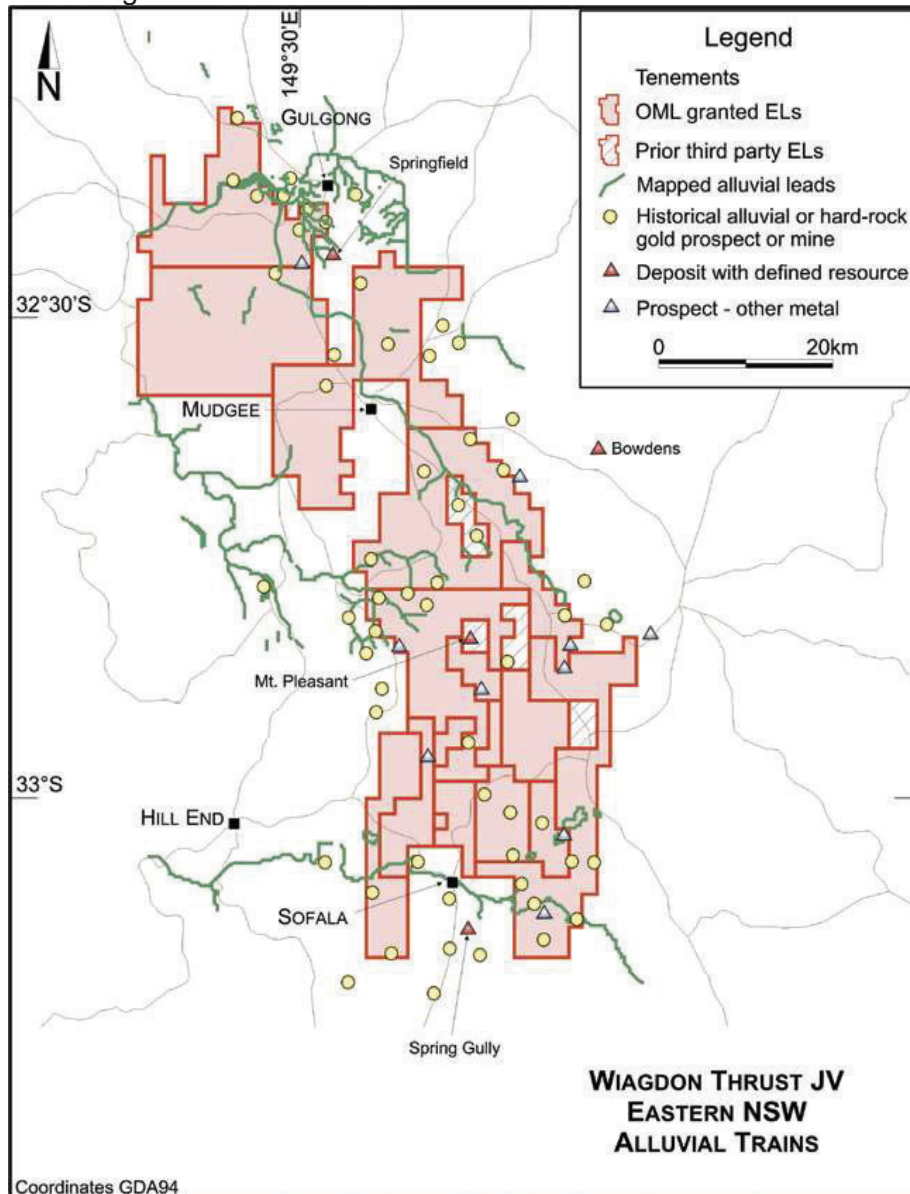 N
149°30'E
GULGONG
Springfield
32°30'S
MUDGEE
Bowdens
Mt. Pleasant
33°S
HILL END
SOFALA
Spring Gully
Legend
Tenements
OML granted ELs
Prior third party ELs
Mapped alluvial leads
Historical alluvial or hard-rock
gold prospect or mine
Deposit with defined resource
Prospect - other metal
0 20km
WIAGDON THRUST JV
EASTERN NSW
ALLUVIAL TRAINS
Coordinates GDA94